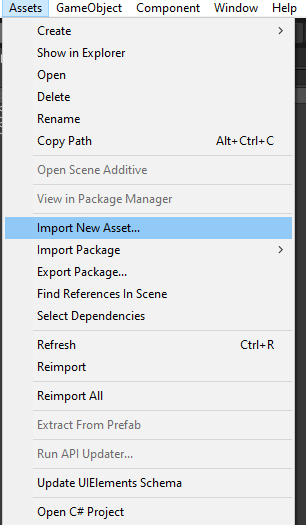 Assets GameObject Component Window Help
Create
Show in Explorer
Open
Delete
Rename
Copy Path Alt+Ctrl+C
Open Scene Additive
View in Package Manager
Import New Asset...
Import Package
Export Package...
Find References In Scene
Select Dependencies
Refresh Ctrl+R
Reimport
Reimport All
Extract From Prefab
Run API Updater...
Update UIElements Schema
Open C# Project